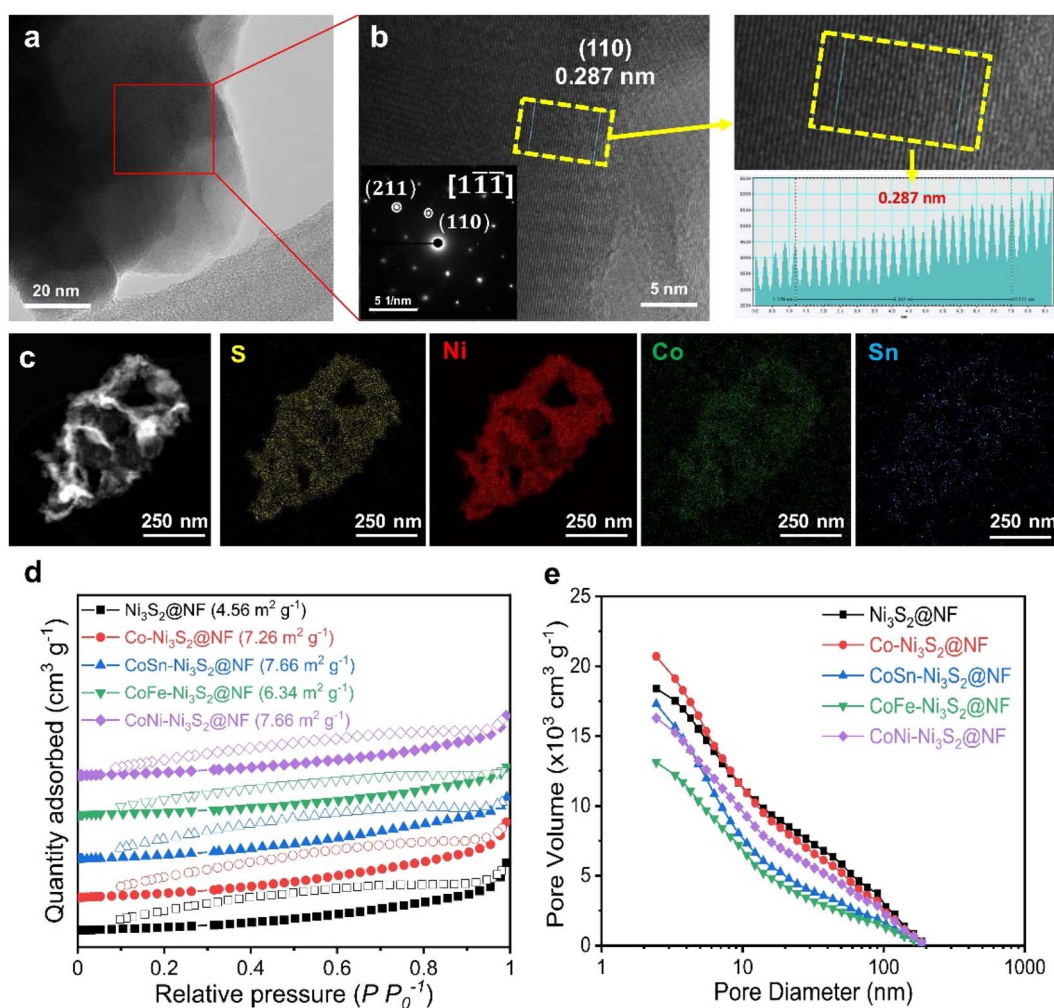 a
20 nm
b
(110)
0.287 nm
(211)
[11̅1̅]
(110)
5 1/nm
5 nm
0.287 nm
c
250 nm
S
250 nm
Ni
250 nm
Co
250 nm
Sn
250 nm
d
Ni₃S₂@NF (4.56 m² g⁻¹)
Co-Ni₃S₂@NF (7.26 m² g⁻¹)
CoSn-Ni₃S₂@NF (7.66 m² g⁻¹)
CoFe-Ni₃S₂@NF (6.34 m² g⁻¹)
CoNi-Ni₃S₂@NF (7.66 m² g⁻¹)
Quantity adsorbed (cm³ g⁻¹)
0 0.2 0.4 0.6 0.8 1
Relative pressure (P P₀⁻¹)
e
Ni₃S₂@NF
Co-Ni₃S₂@NF
CoSn-Ni₃S₂@NF
CoFe-Ni₃S₂@NF
CoNi-Ni₃S₂@NF
Pore Volume (x10³ cm³ g⁻¹)
25
20
15
10
5
0
1 10 100 1000
Pore Diameter (nm)